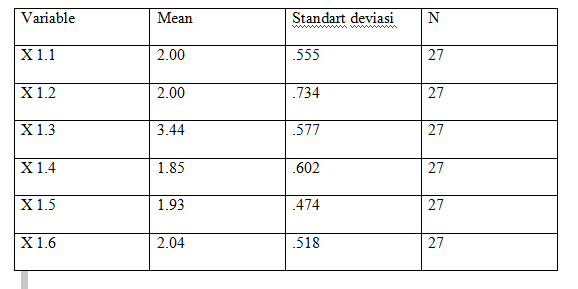 Variable Mean Standart deviasi N
X 1.1 2.00 .555 27
X 1.2 2.00 .734 27
X 1.3 3.44 .577 27
X 1.4 1.85 .602 27
X 1.5 1.93 .474 27
X 1.6 2.04 .518 27